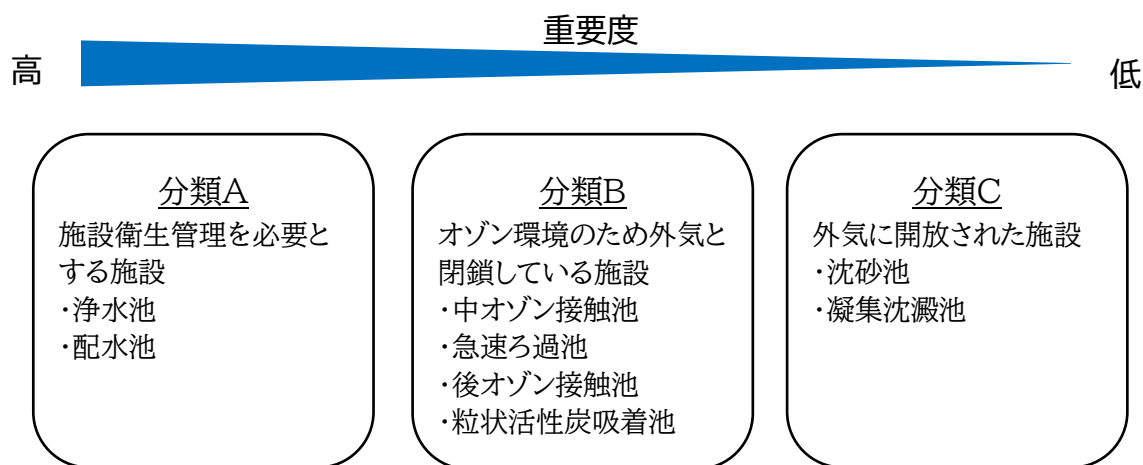 重要度
高
低
分類A
施設衛生管理を必要と
する施設
・浄水池
・配水池
分類B
オゾン環境のため外気と
閉鎖している施設
・中オゾン接触池
・急速ろ過池
・後オゾン接触池
・粒状活性炭吸着池
分類C
外気に開放された施設
・沈砂池
・凝集沈澱池